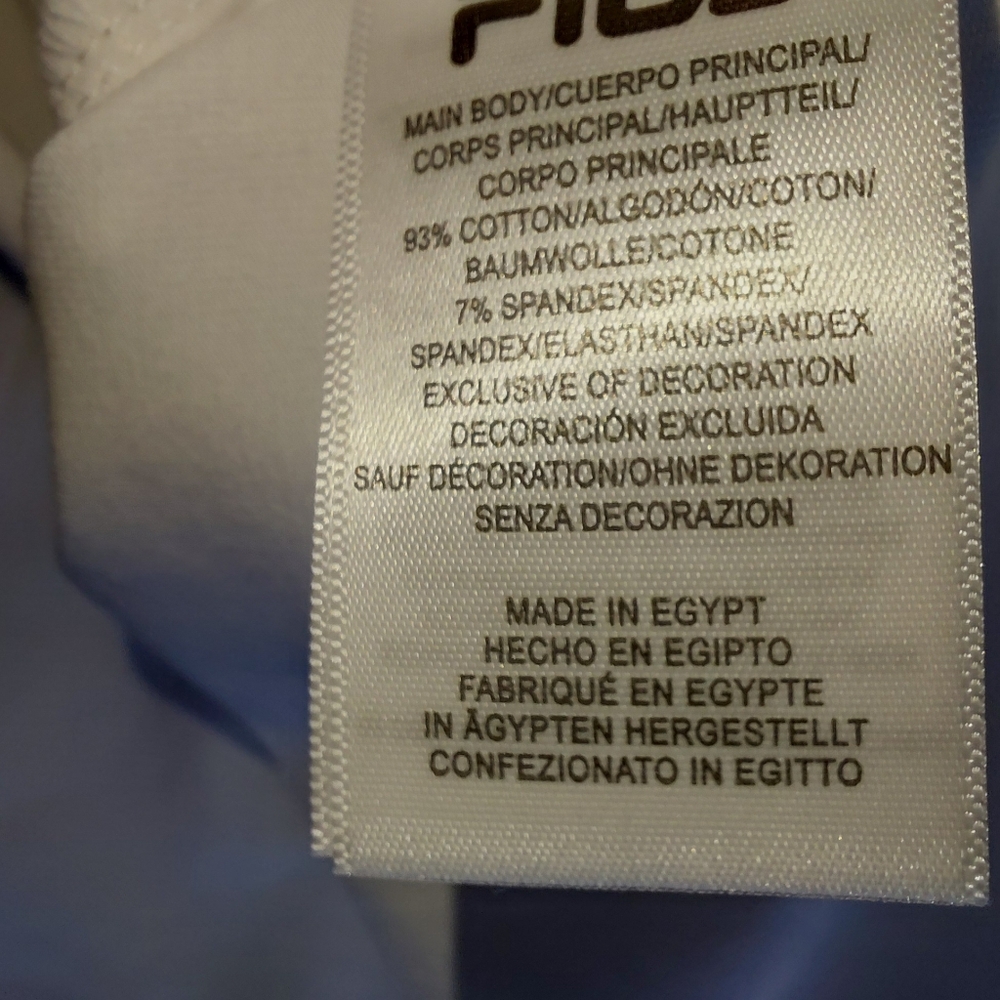 MAIN BODY/CUERPO PRINCIPAL/
CORPS PRINCIPAL/HAUPTTEIL/
CORPO PRINCIPALE
93% COTTON/ALGODÓN/COTON/
BAUMWOLLE/COTONE
7% SPANDEX/SPANDEX/
SPANDEX/ELASTHAN/SPANDEX
EXCLUSIVE OF DECORATION
DECORACIÓN EXCLUIDA
SAUF DÉCORATION/OHNE DEKORATION
SENZA DECORAZION
MADE IN EGYPT
HECHO EN EGIPTO
FABRIQUÉ EN EGYPTE
IN ÄGYPTEN HERGESTELLT
CONFEZIONATO IN EGITTO